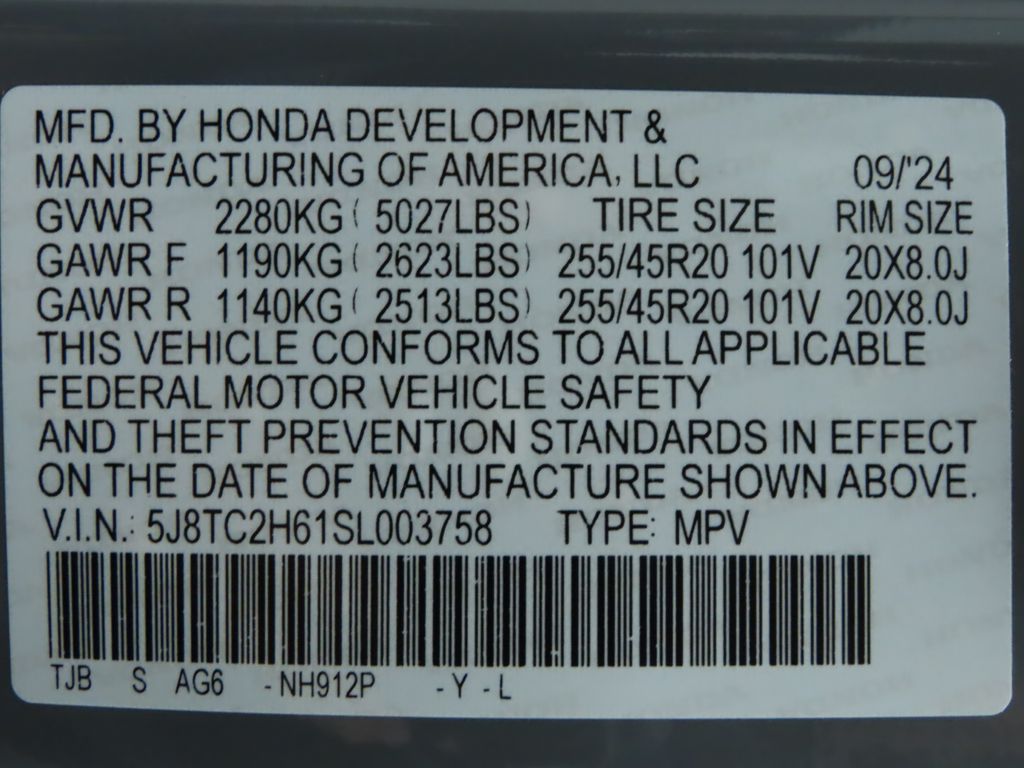 MFD. BY HONDA DEVELOPMENT &
MANUFACTURING OF AMERICA, LLC 09/'24
GVWR 2280KG ( 5027LBS) TIRE SIZE RIM SIZE
GAWR F 1190KG ( 2623LBS) 255/45R20 101V 20X8.0J
GAWR R 1140KG ( 2513LBS) 255/45R20 101V 20X8.0J
THIS VEHICLE CONFORMS TO ALL APPLICABLE
FEDERAL MOTOR VEHICLE SAFETY
AND THEFT PREVENTION STANDARDS IN EFFECT
ON THE DATE OF MANUFACTURE SHOWN ABOVE.
V.I.N.: 5J8TC2H61SL003758 TYPE: MPV
TJB S AG6 - NH912P - Y - L